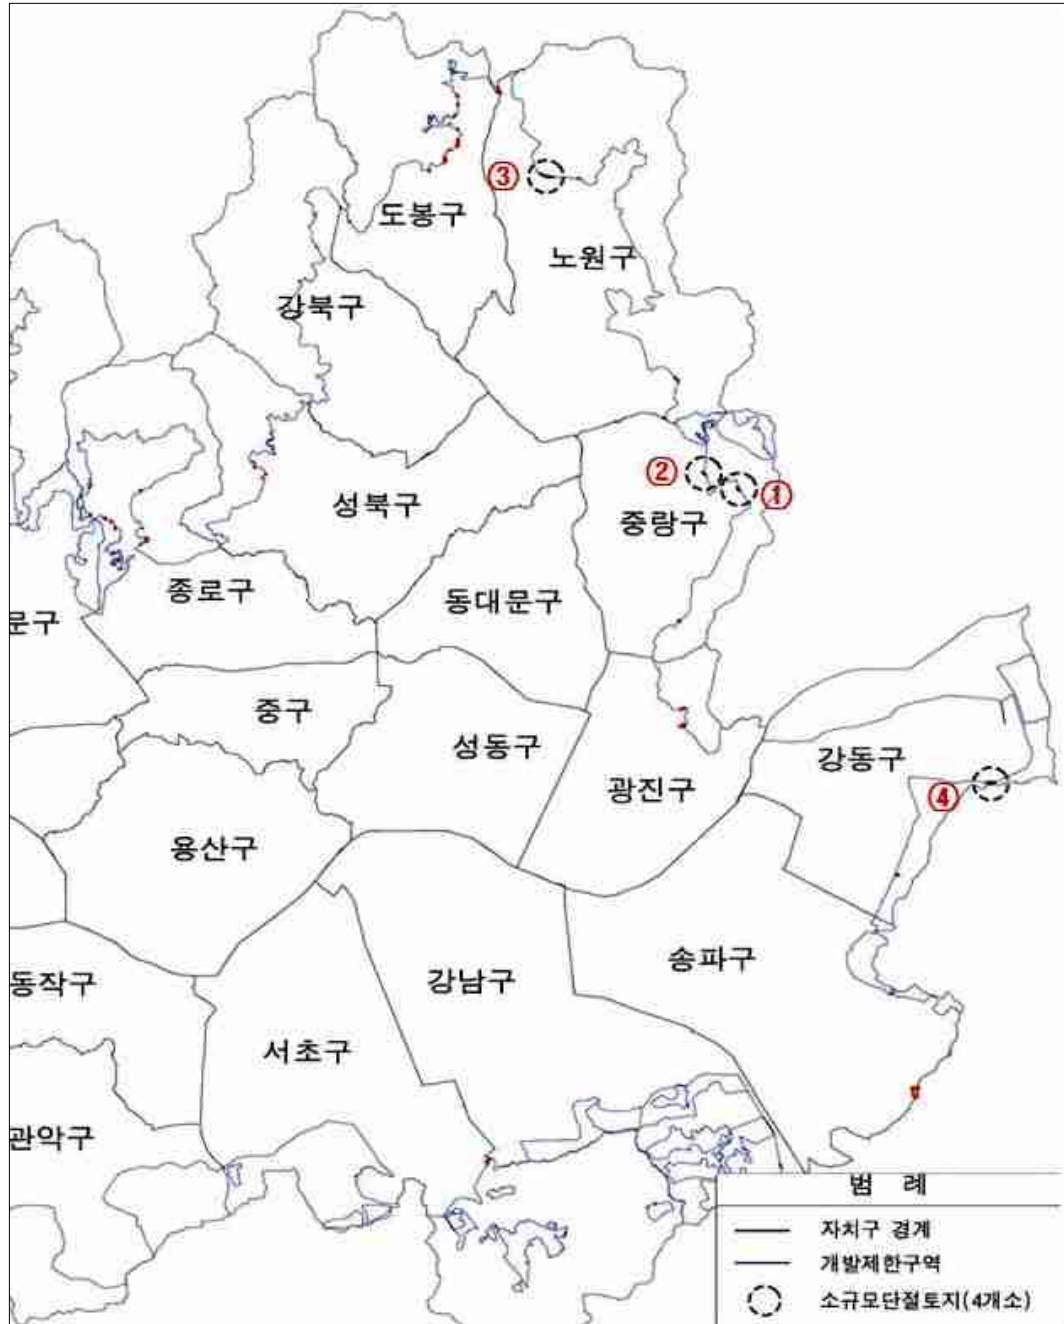 ③
도봉구
노원구
강북구
②
①
성북구
중랑구
종로구
동대문구
문구
중구
성동구
강동구
광진구
④
용산구
송파구
강남구
동작구
서초구
관악구
범 례
자치구 경계
개발제한구역
소규모단절토지(4개소)